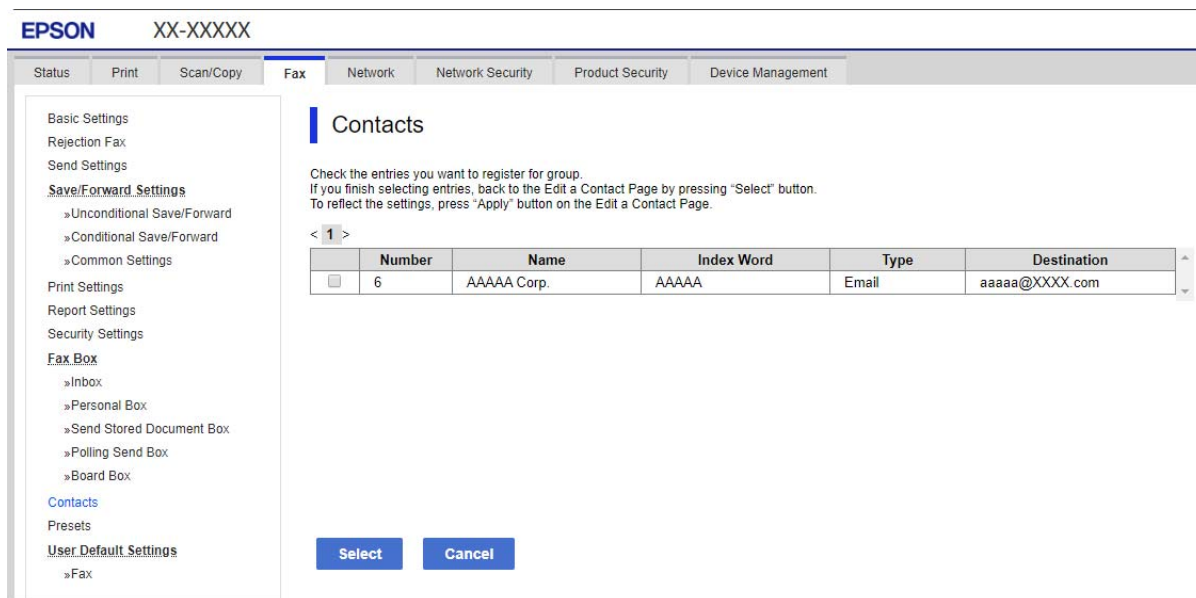 EPSON XX-XXXXX
Status Print Scan/Copy Fax Network Network Security Product Security Device Management
Basic Settings
Rejection Fax
Send Settings
Save/Forward Settings
»Unconditional Save/Forward
»Conditional Save/Forward
»Common Settings
Print Settings
Report Settings
Security Settings
Fax Box
»Inbox
»Personal Box
»Send Stored Document Box
»Polling Send Box
»Board Box
Contacts
Presets
User Default Settings
»Fax
Contacts
Check the entries you want to register for group.
If you finish selecting entries, back to the Edit a Contact Page by pressing “Select” button.
To reflect the settings, press “Apply” button on the Edit a Contact Page.
< 1 >
Number Name Index Word Type Destination
6 AAAAA Corp. AAAAA Email aaaaa@XXXX.com
Select Cancel